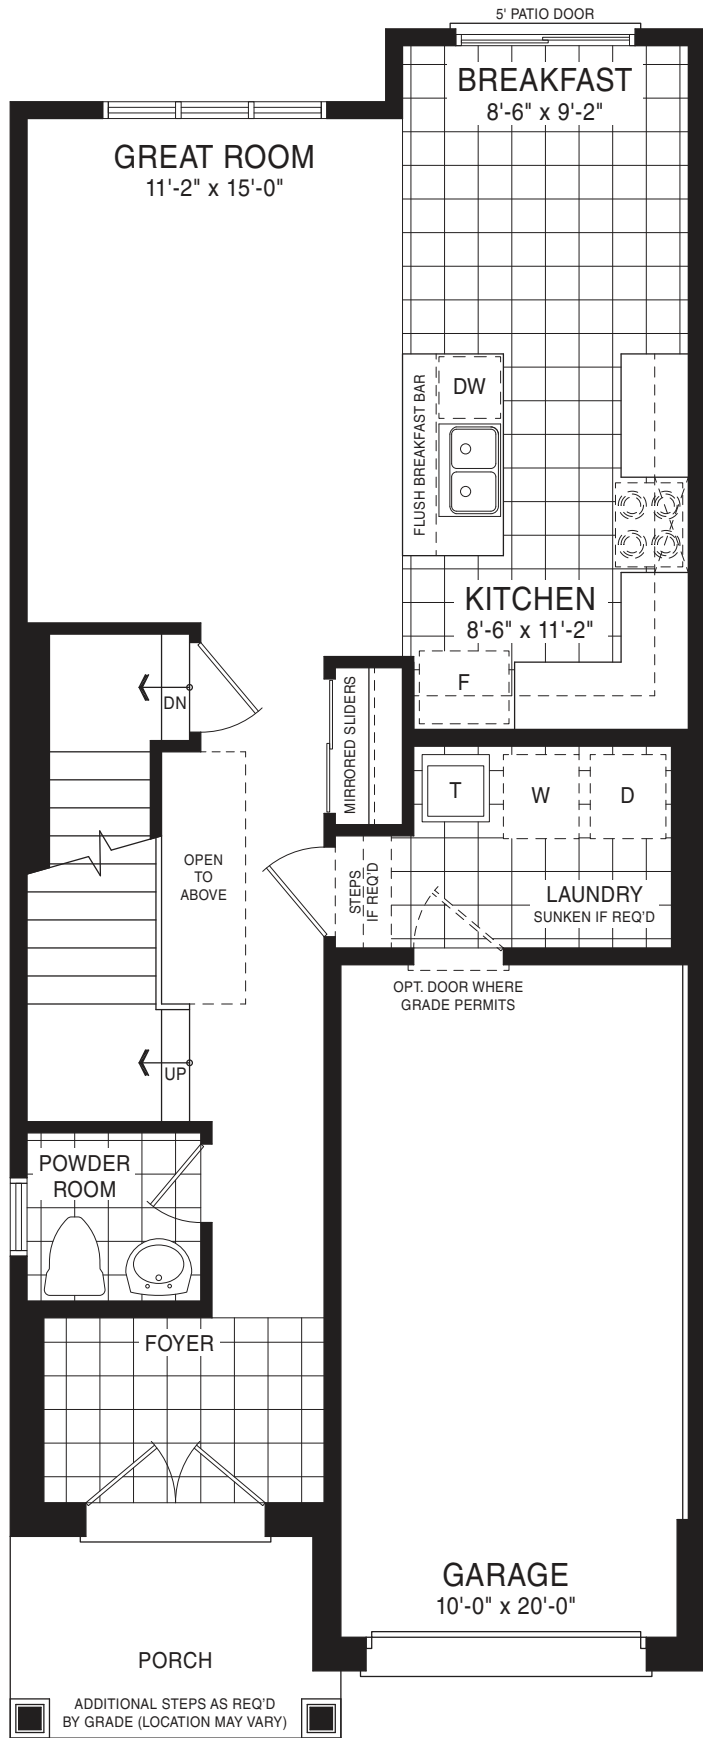 5' PATIO DOOR
BREAKFAST
8'-6" x 9'-2"
GREAT ROOM
11'-2" x 15'-0"
FLUSH BREAKFAST BAR
DW
KITCHEN
8'-6" x 11'-2"
F
DN
MIRRORED SLIDERS
T
W
D
OPEN
TO
ABOVE
STEPS
IF REQ'D
LAUNDRY
SUNKEN IF REQ'D
OPT. DOOR WHERE
GRADE PERMITS
UP
POWDER
ROOM
FOYER
GARAGE
10'-0" x 20'-0"
PORCH
ADDITIONAL STEPS AS REQ'D
BY GRADE (LOCATION MAY VARY)